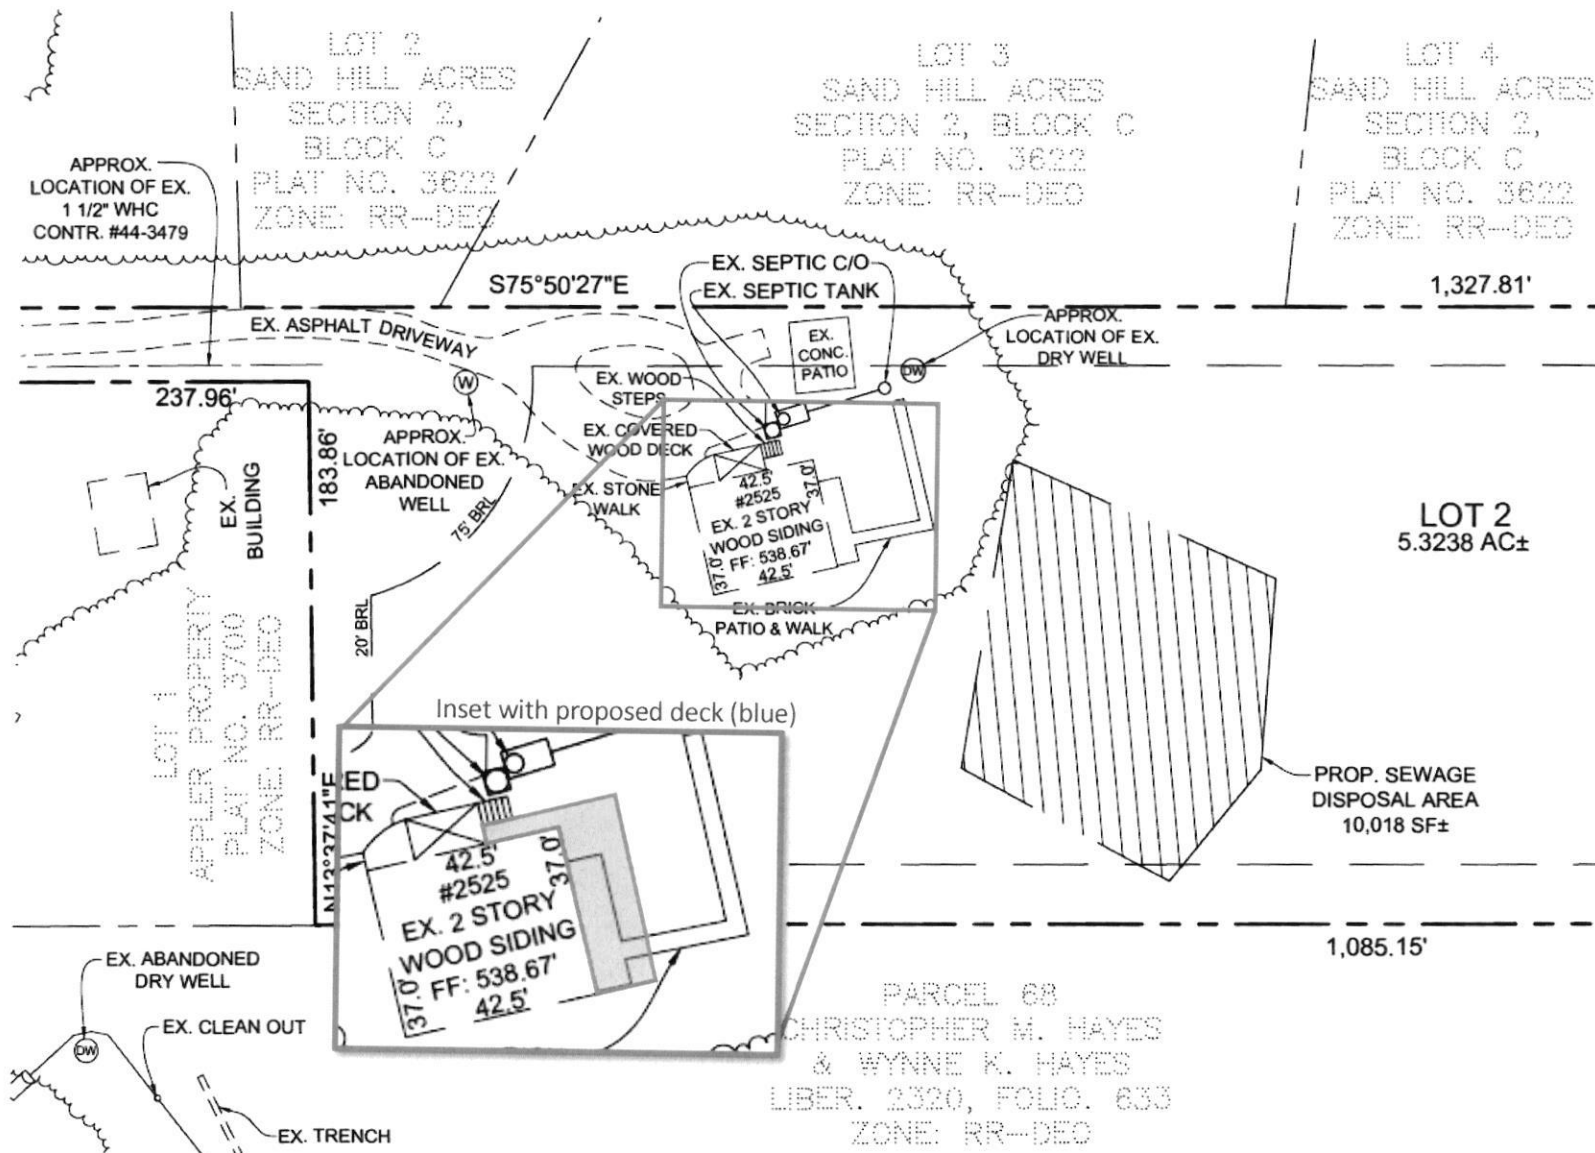 LOT 2
SAND HILL ACRES
SECTION 2,
BLOCK C
PLAT NO. 3622
ZONE: RR-DEO
LOT 3
SAND HILL ACRES
SECTION 2, BLOCK C
PLAT NO. 3622
ZONE: RR-DEO
LOT 4
SAND HILL ACRES
SECTION 2,
BLOCK C
PLAT NO. 3622
ZONE: RR-DEO
APPROX.
LOCATION OF EX.
1 1/2" WHC
CONTR. #44-3479
S75°50'27"E
EX. SEPTIC C/O
EX. SEPTIC TANK
1,327.81'
EX. ASPHALT DRIVEWAY
EX.
CONC.
PATIO
APPROX.
LOCATION OF EX.
DRY WELL
DW
W
237.96'
183.86'
EX. WOOD
STEPS
EX. COVERED
WOOD DECK
APPROX.
LOCATION OF EX.
ABANDONED
WELL
EX. STONE
WALK
75' BRL
20' BRL
EX.
BUILDING
42.5'
#2525
EX. 2 STORY
WOOD SIDING
FF: 538.67'
42.5'
37.0'
37.0'
EX. BRICK
PATIO & WALK
LOT 2
5.3238 AC±
LOT 1
APPLER PROPERTY
PLAT NO. 3700
ZONE: RR-DEO
N13°37'41"E
Inset with proposed deck (blue)
RED
CK
42.5'
#2525
EX. 2 STORY
WOOD SIDING
FF: 538.67'
42.5'
37.0'
37.0'
PROP. SEWAGE
DISPOSAL AREA
10,018 SF±
1,085.15'
EX. ABANDONED
DRY WELL
DW
EX. CLEAN OUT
EX. TRENCH
PARCEL 68
CHRISTOPHER M. HAYES
& WYNNE K. HAYES
LIBER. 2320, FOLIO. 633
ZONE: RR-DEO